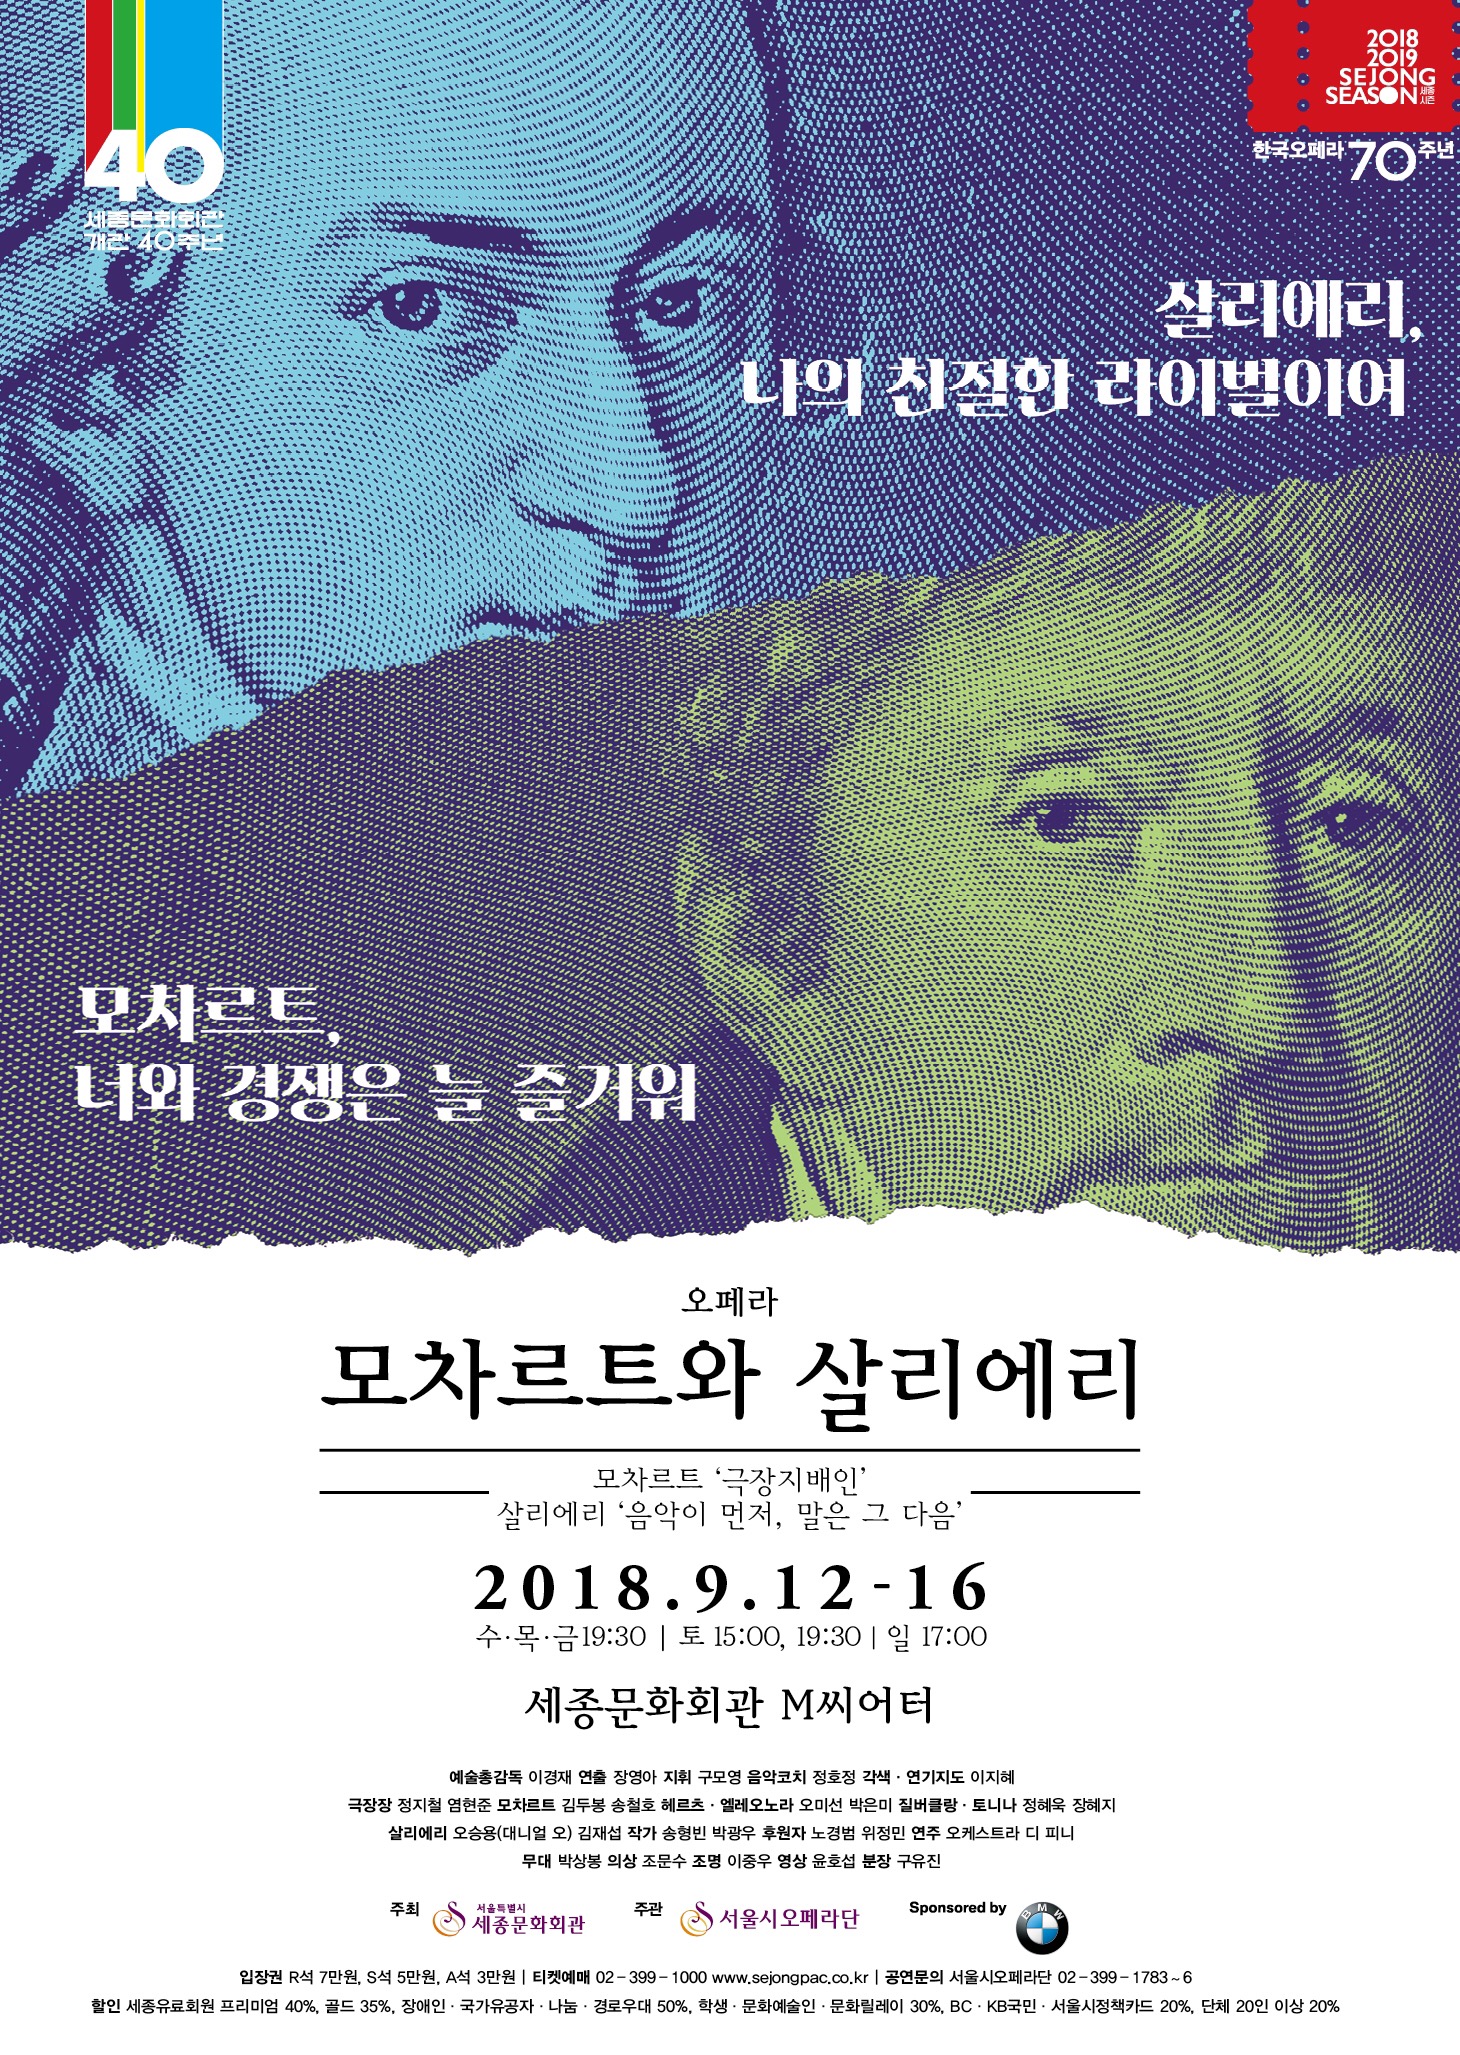 40
세종문화회관
개관 40주년
2018
2019
SEJONG
SEASON 세종시즌
한국오페라 70주년
살리에리,
나의 친절한 라이벌이여
모차르트,
너와 경쟁은 늘 즐거워
오페라
모차르트와 살리에리
모차르트 ‘극장지배인’
살리에리 ‘음악이 먼저, 말은 그 다음’
2018.9.12-16
수·목·금19:30 | 토 15:00, 19:30 | 일 17:00
세종문화회관 M씨어터
예술총감독 이경재 연출 장영아 지휘 구모영 음악코치 정호정 각색·연기지도 이지혜
극장장 정지철 염현준 모차르트 김두봉 송철호 헤르츠·엘레오노라 오미선 박은미 질버클랑·토니나 정혜욱 장혜지
살리에리 오승용(대니얼 오) 김재섭 작가 송형빈 박광우 후원자 노경범 위정민 연주 오케스트라 디 피니
무대 박상봉 의상 조문수 조명 이중우 영상 윤호섭 분장 구유진
주최 서울특별시 세종문화회관 주관 서울시오페라단 Sponsored by BMW
입장권 R석 7만원, S석 5만원, A석 3만원 | 티켓예매 02-399-1000 www.sejongpac.co.kr | 공연문의 서울시오페라단 02-399-1783~6
할인 세종유료회원 프리미엄 40%, 골드 35%, 장애인·국가유공자·나눔·경로우대 50%, 학생·문화예술인·문화릴레이 30%, BC·KB국민·서울시정책카드 20%, 단체 20인 이상 20%